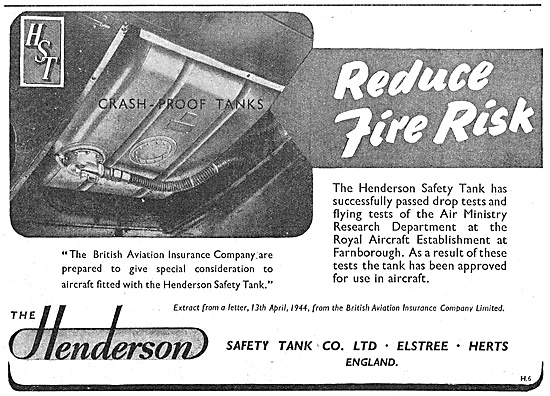 HST
CRASH-PROOF TANKS
Reduce
Fire Risk
The Henderson Safety Tank has
successfully passed drop tests and
flying tests of the Air Ministry
Research Department at the
Royal Aircraft Establishment at
Farnborough. As a result of these
tests the tank has been approved
for use in aircraft.
"The British Aviation Insurance Company are
prepared to give special consideration to
aircraft fitted with the Henderson Safety Tank."
Extract from a letter, 13th April, 1944, from the British Aviation Insurance Company Limited.
THE
Henderson
SAFETY TANK CO. LTD · ELSTREE · HERTS
ENGLAND.
H.6